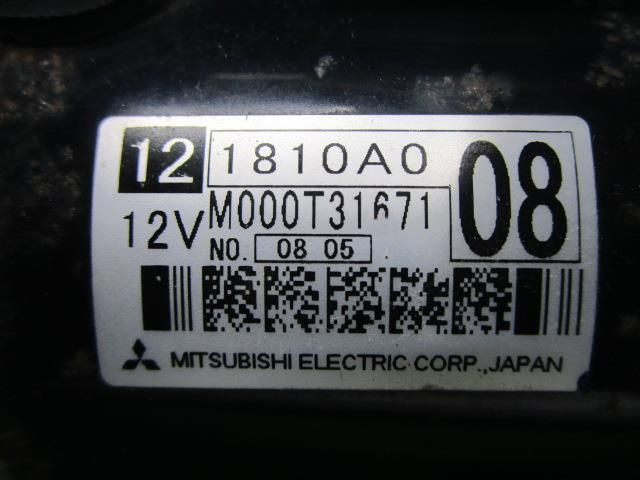 12 1810A0 08
12V M000T31671
NO. 08 05
MITSUBISHI ELECTRIC CORP., JAPAN